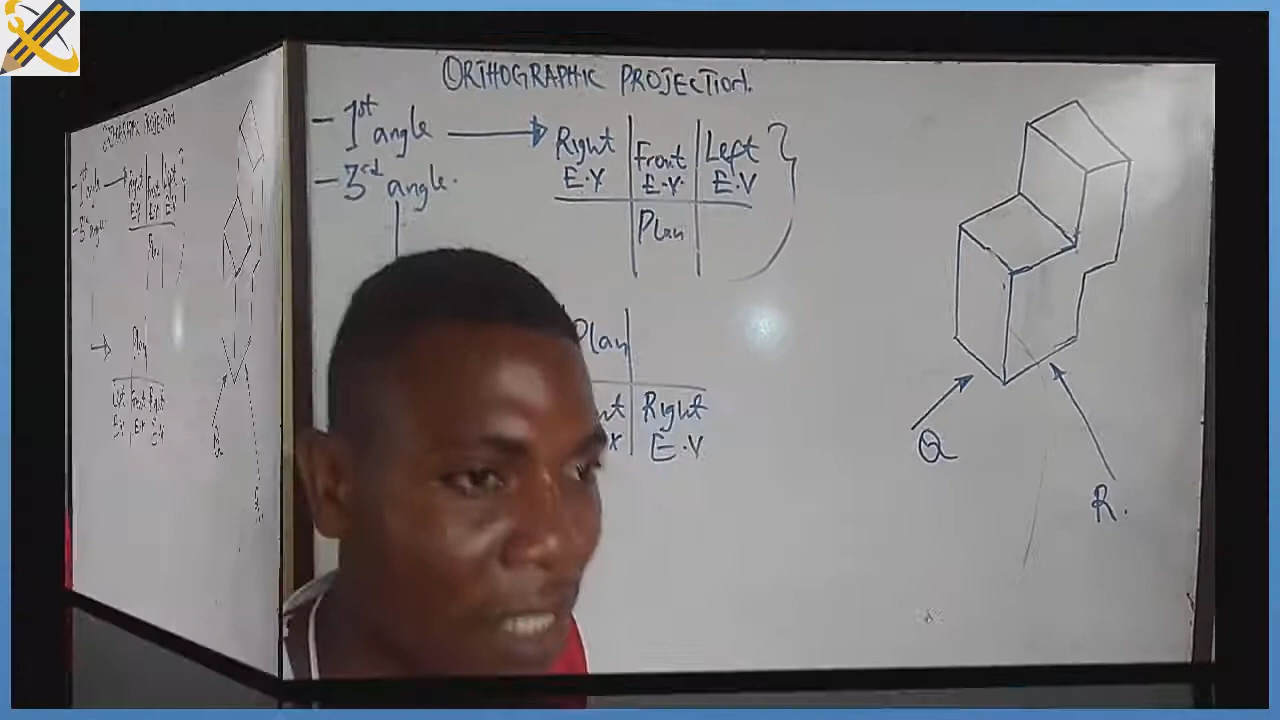 ORTHOGRAPHIC PROJECTION.
- 1st angle
Right E.V
Front E.V.
Left E.V
Plan
- 3rd angle.
Plan
Right E.V
Q
R.